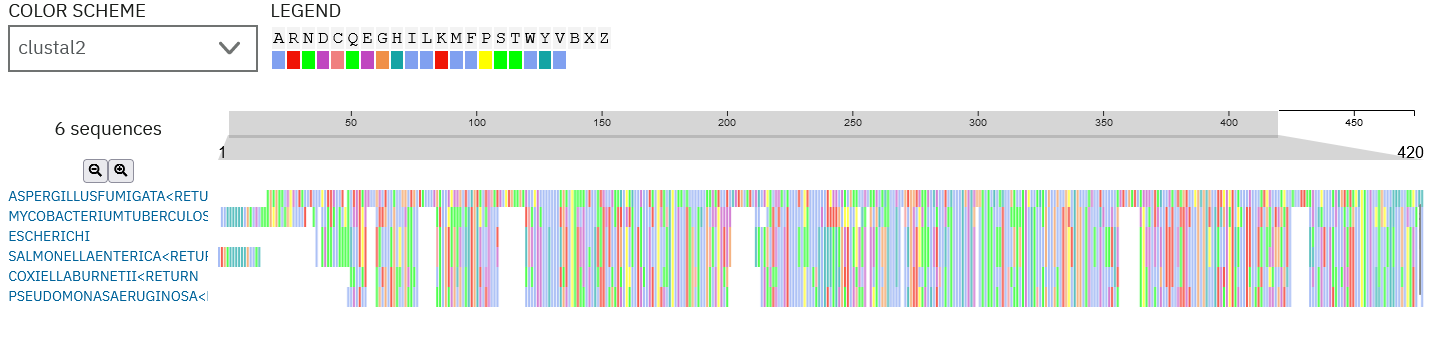 COLOR SCHEME
LEGEND
clustal2
A R N D C Q E G H I L K M F P S T W Y V B X Z
6 sequences
50 100 150 200 250 300 350 400 450
1 420
ASPERGILLUSFUMIGATA<RETU
MYCOBACTERIUMTUBERCULOS
ESCHERICHI
SALMONELLAENTERICA<RETUR
COXIELLABURNETII<RETURN
PSEUDOMONASAERUGINOSA<